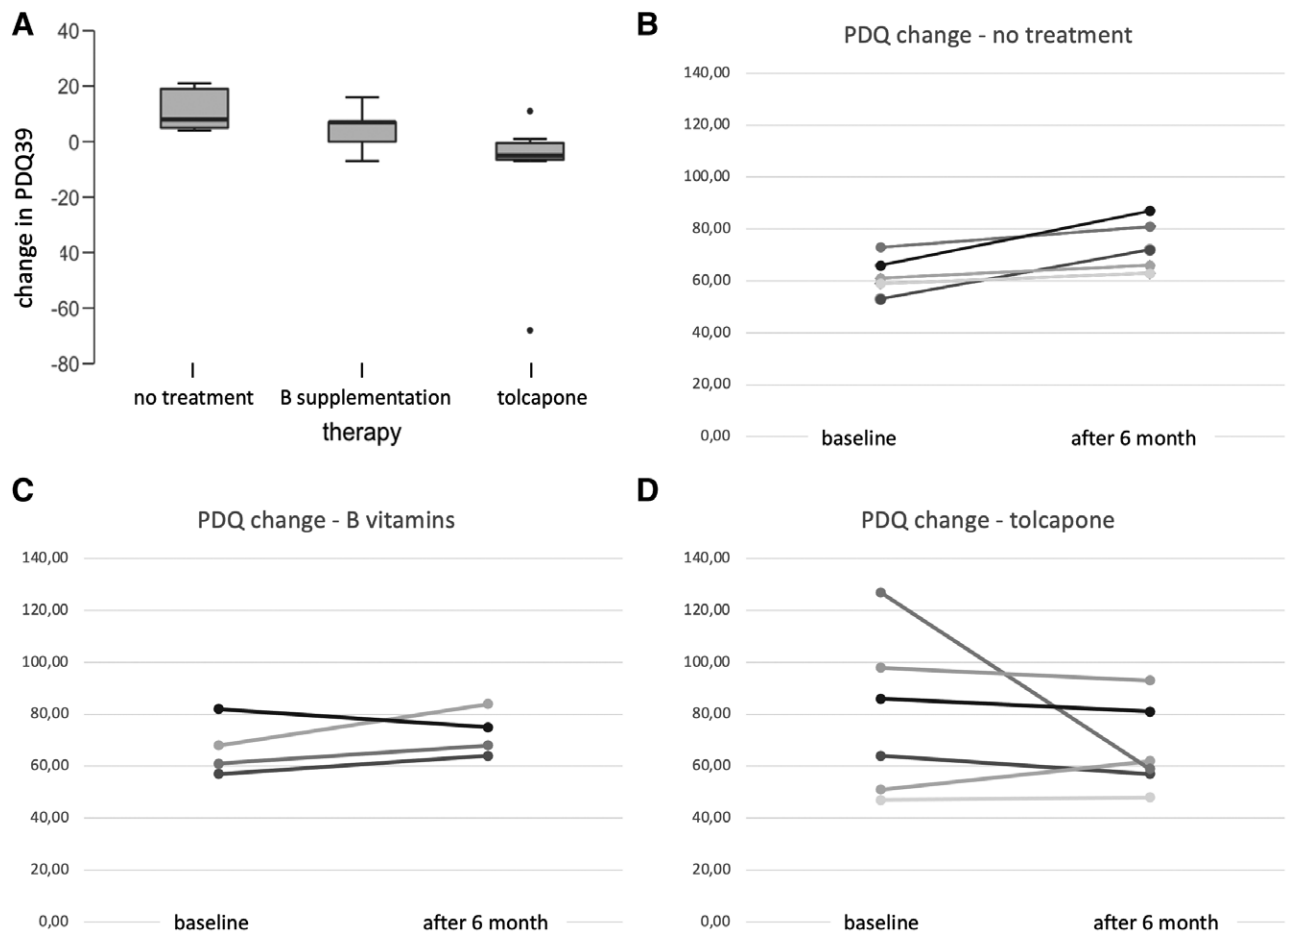 A
40
20
0
-20
40
-60
-80
change in PDQ39
no treatment
B supplementation
tolcapone
therapy
B
PDQ change - no treatment
140,00
120,00
100,00
80,00
60,00
40,00
20,00
0,00
baseline
after 6 month
C
PDQ change - B vitamins
140,00
120,00
100,00
80,00
60,00
40,00
20,00
0,00
baseline
after 6 month
D
PDQ change - tolcapone
140,00
120,00
100,00
80,00
60,00
40,00
20,00
0,00
baseline
after 6 month